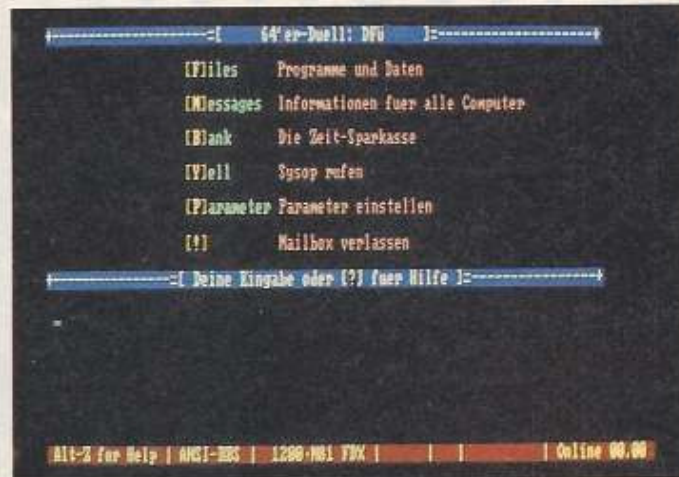 +-----------------=[ 64'er-Duell: DFü ]=-----------------+
[F]iles Programme und Daten
[M]essages Informationen fuer alle Computer
[B]ank Die Zeit-Sparkasse
[Y]ell Sysop rufen
[P]arameter Parameter einstellen
[!] Mailbox verlassen
+-------------=[ Deine Eingabe oder [?] fuer Hilfe ]=-------------+
Alt-Z for Help | ANSI-BBS | 1200-N81 FDX | | | | Online 00.00